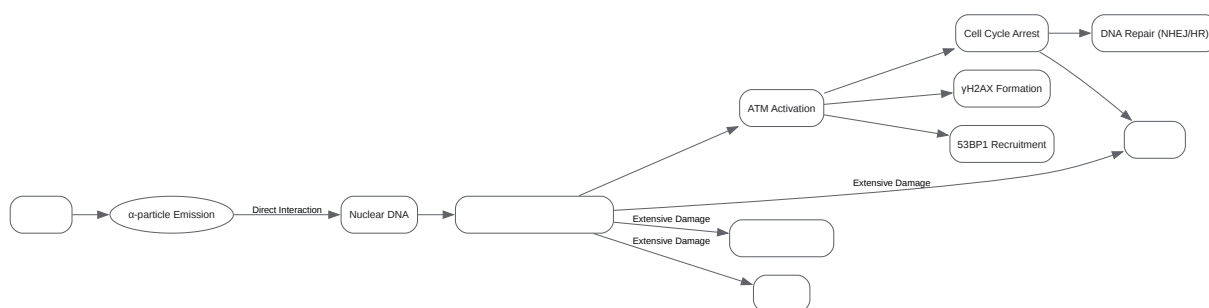 Cell Cycle Arrest
DNA Repair (NHEJ/HR)
γH2AX Formation
ATM Activation
53BP1 Recruitment
Extensive Damage
α-particle Emission
Direct Interaction
Nuclear DNA
Extensive Damage
Extensive Damage